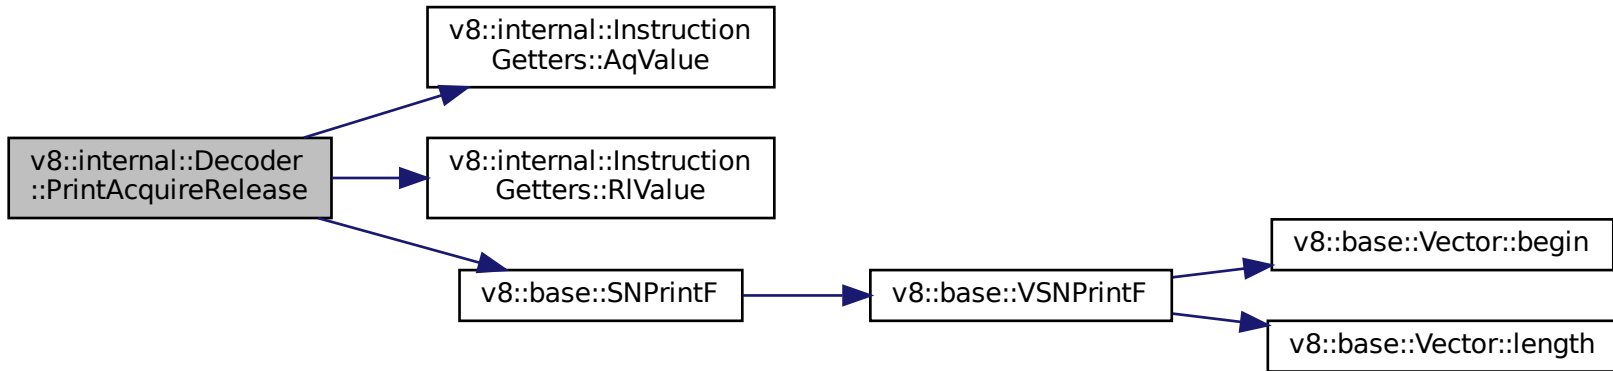 v8::internal::Instruction
Getters::AqValue
v8::internal::Decoder
::PrintAcquireRelease
v8::internal::Instruction
Getters::RlValue
v8::base::SNPrintF
v8::base::VSNPrintF
v8::base::Vector::begin
v8::base::Vector::length